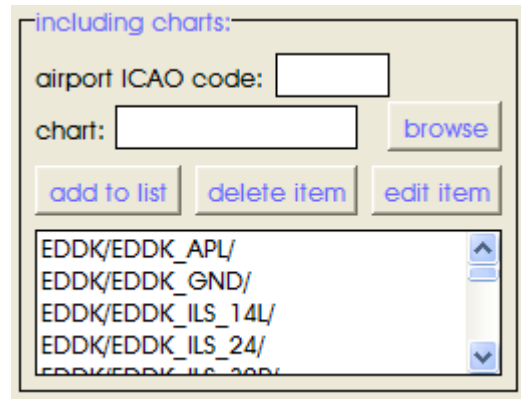 including charts:
airport ICAO code:
chart:
browse
add to list
delete item
edit item
EDDK/EDDK_APL/
EDDK/EDDK_GND/
EDDK/EDDK_ILS_14L/
EDDK/EDDK_ILS_24/